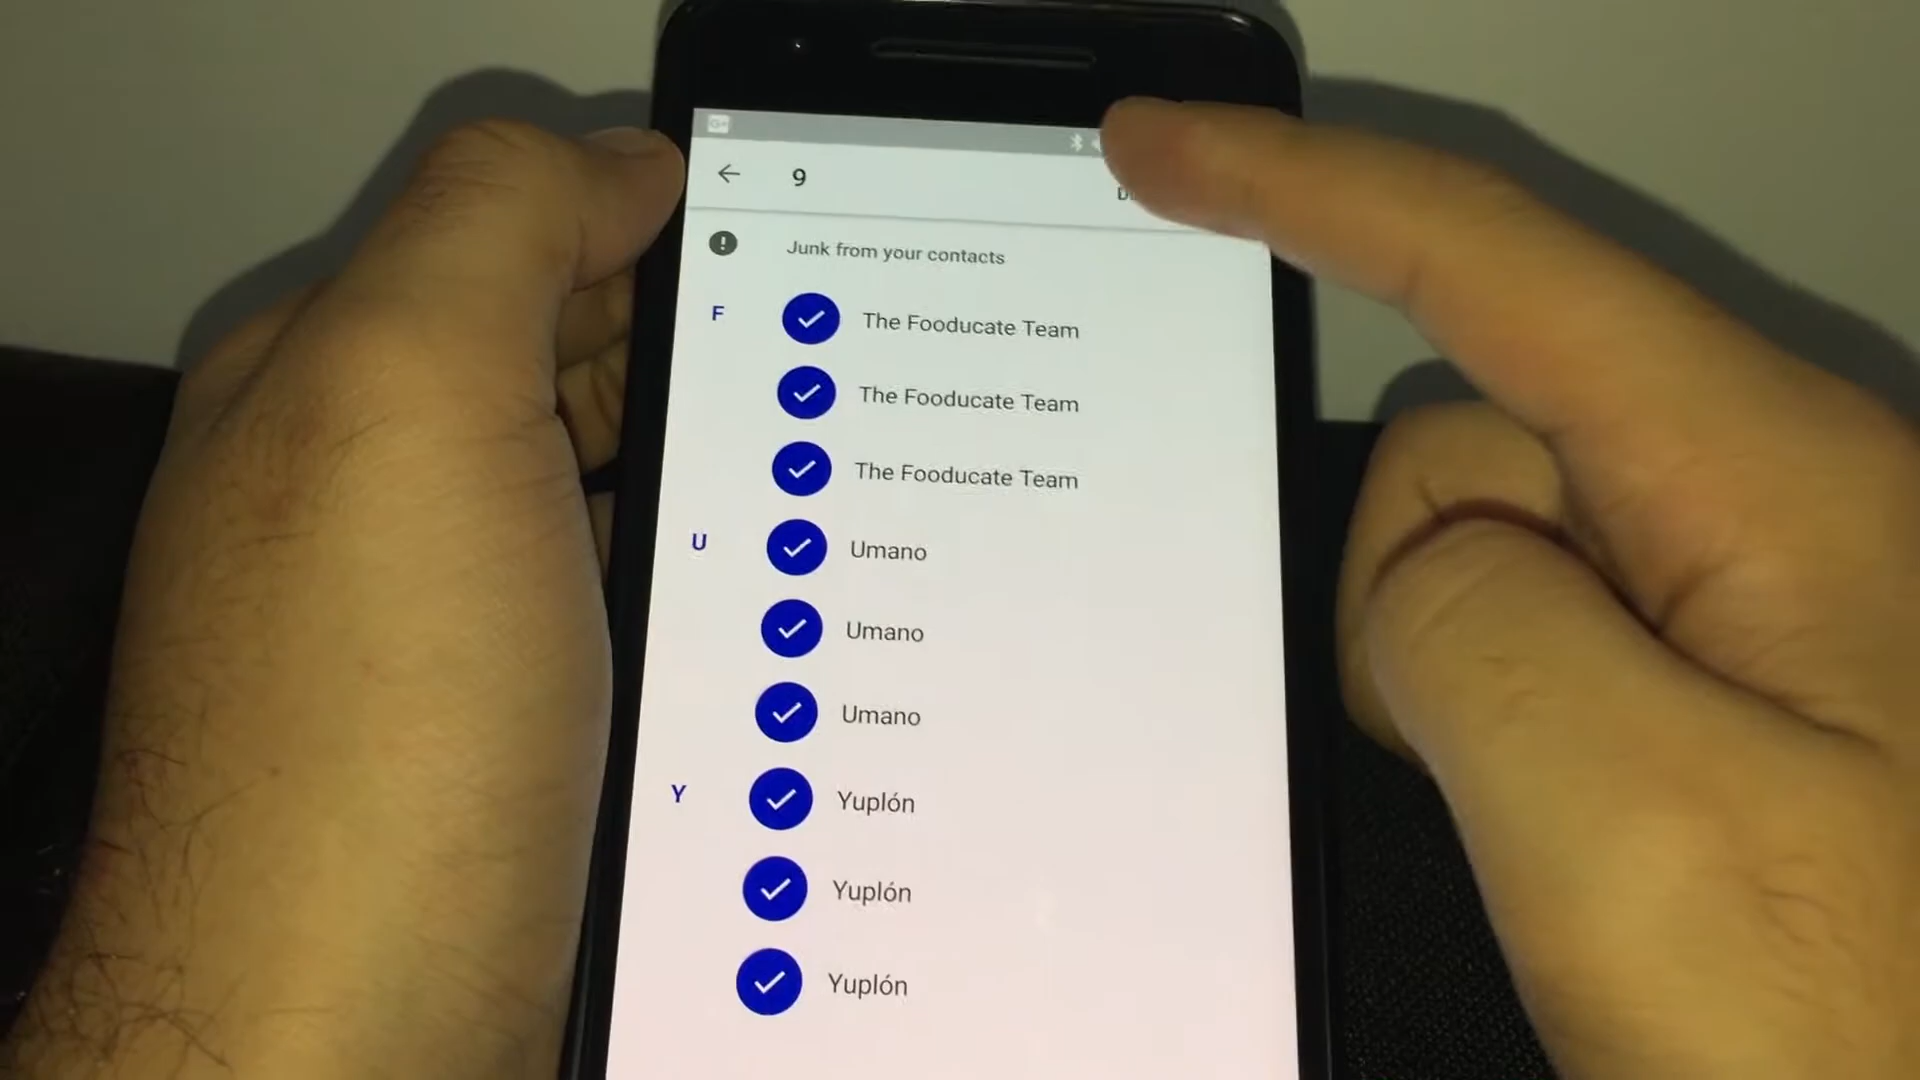 G+
9
Junk from your contacts
F
The Fooducate Team
The Fooducate Team
The Fooducate Team
U
Umano
Umano
Umano
Y
Yuplón
Yuplón
Yuplón